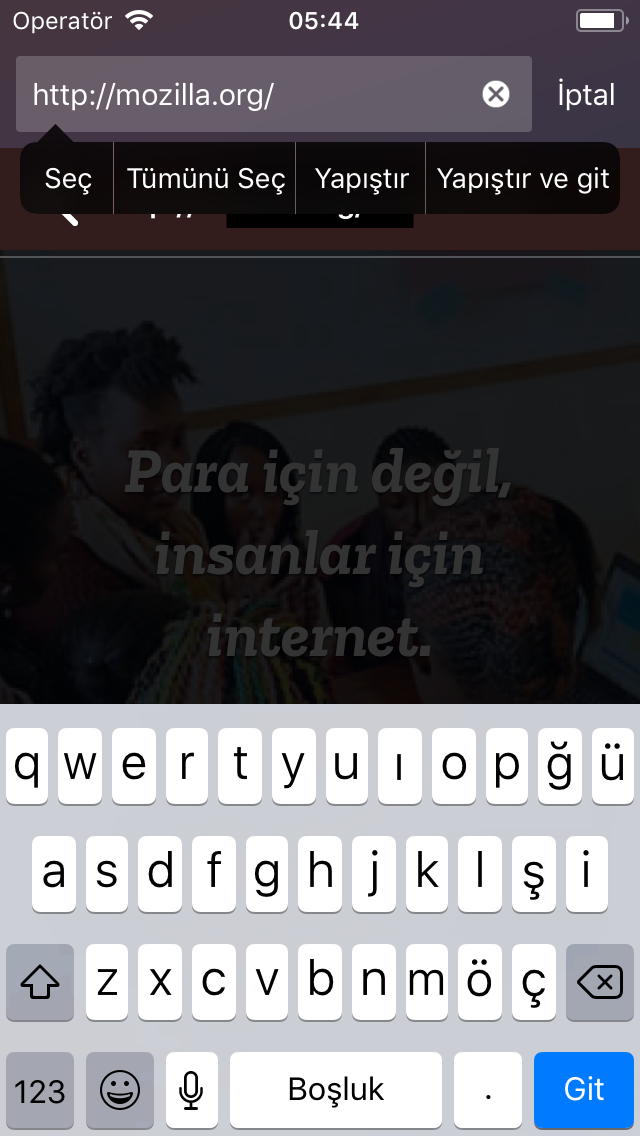 Operatör 05:44
http://mozilla.org/ İptal
Seç Tümünü Seç Yapıştır Yapıştır ve git
Para için değil,
insanlar için
internet.
q w e r t y u ı o p ğ ü
a s d f g h j k l ş i
z x c v b n m ö ç
123 Boşluk . Git